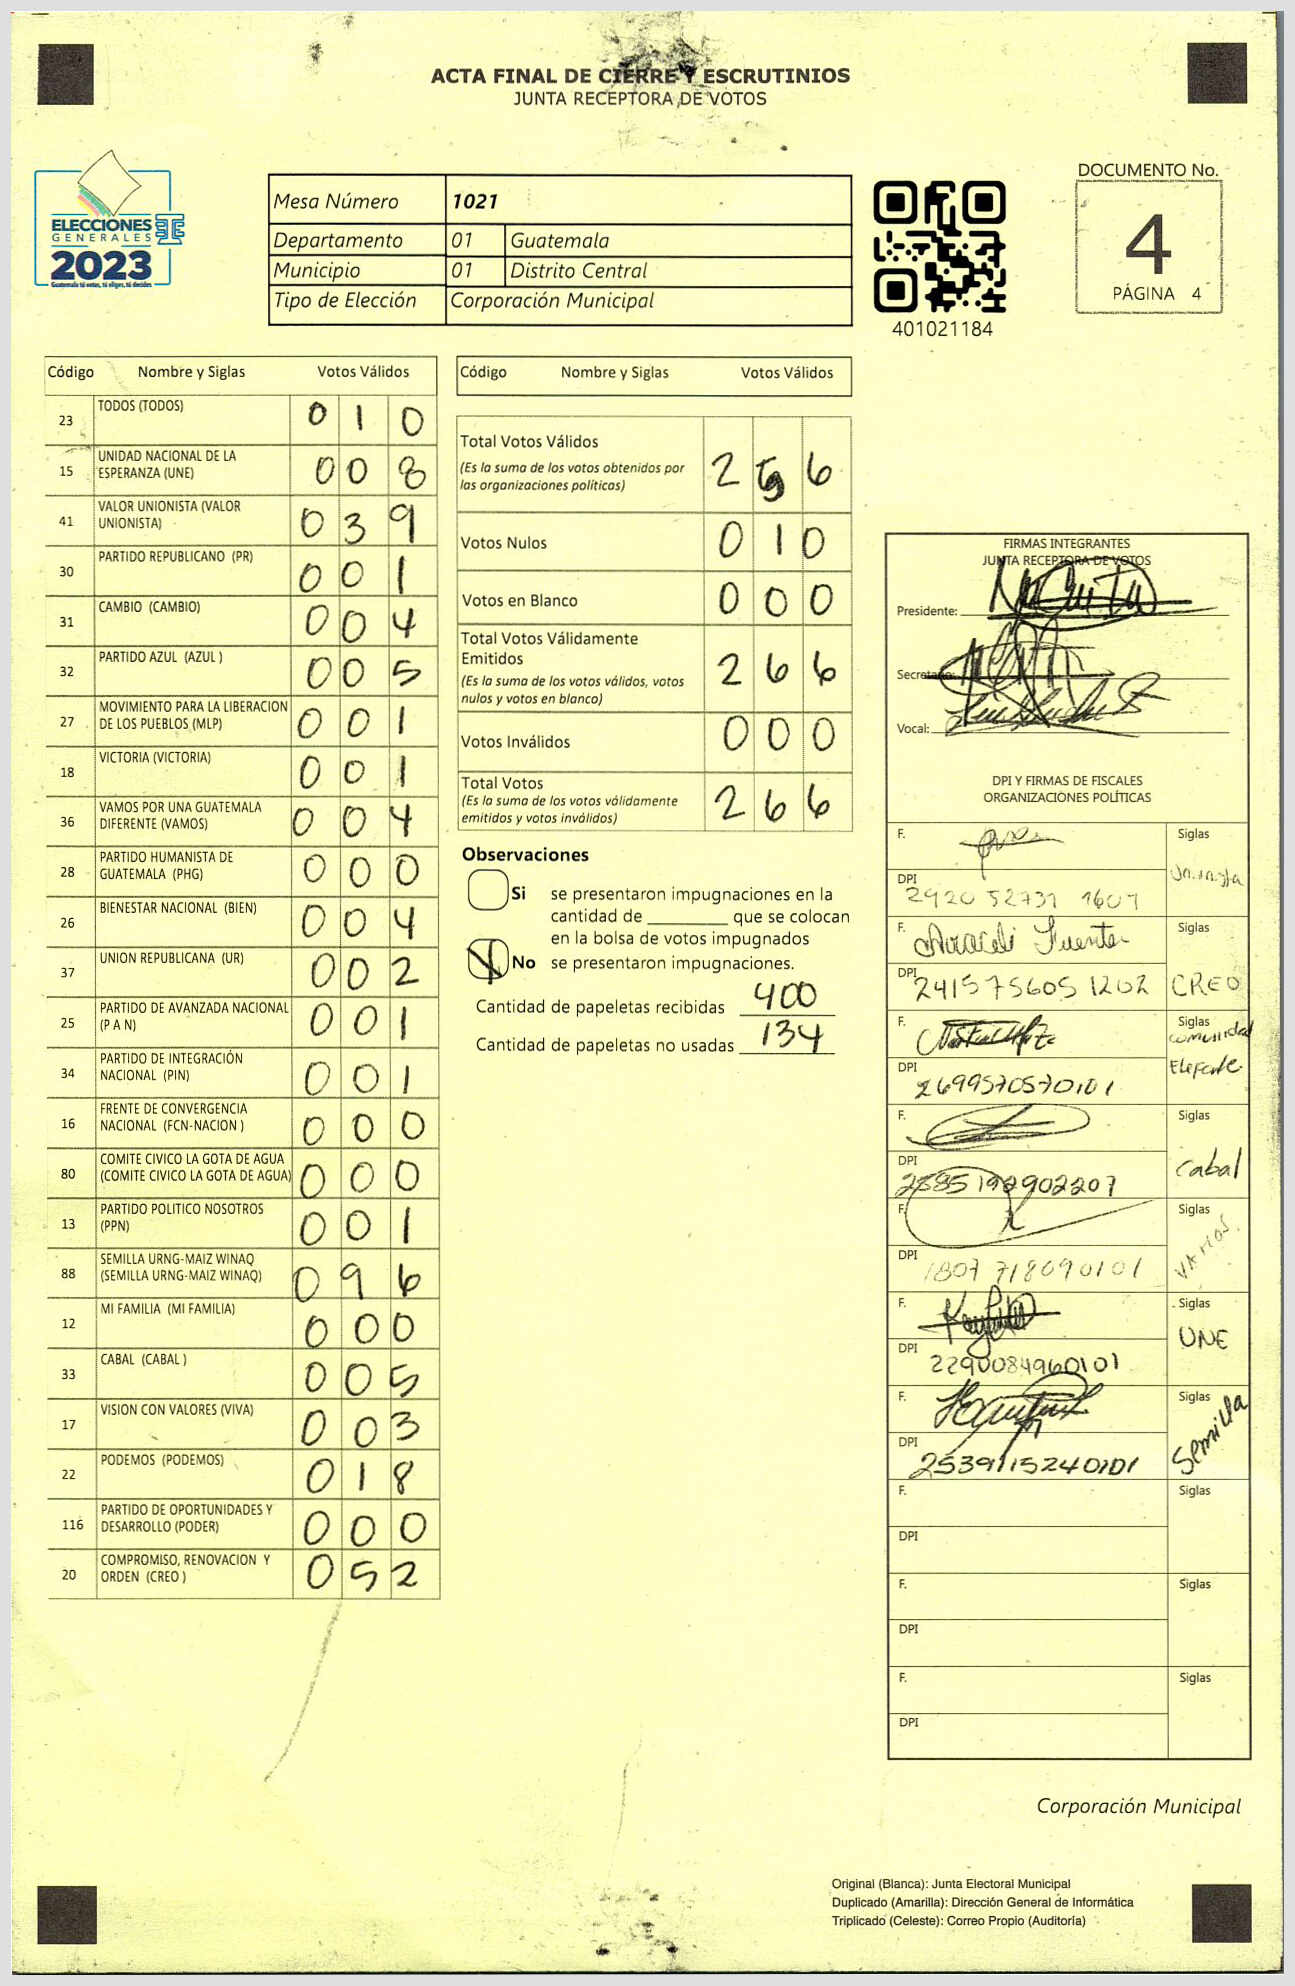 ACTA FINAL DE CIERRE Y ESCRUTINIOS
JUNTA RECEPTORA DE VOTOS
ELECCIONES
GENERALES
2023
Guatemala tú votas, tú eliges, tú decides
Mesa Número 1021
Departamento 01 Guatemala
Municipio 01 Distrito Central
Tipo de Elección Corporación Municipal
401021184
DOCUMENTO No.
4
PÁGINA 4
Código Nombre y Siglas Votos Válidos
23 TODOS (TODOS) 0 1 0
15 UNIDAD NACIONAL DE LA ESPERANZA (UNE) 0 0 8
41 VALOR UNIONISTA (VALOR UNIONISTA) 0 3 9
30 PARTIDO REPUBLICANO (PR) 0 0 1
31 CAMBIO (CAMBIO) 0 0 4
32 PARTIDO AZUL (AZUL ) 0 0 5
27 MOVIMIENTO PARA LA LIBERACION DE LOS PUEBLOS (MLP) 0 0 1
18 VICTORIA (VICTORIA) 0 0 1
36 VAMOS POR UNA GUATEMALA DIFERENTE (VAMOS) 0 0 4
28 PARTIDO HUMANISTA DE GUATEMALA (PHG) 0 0 0
26 BIENESTAR NACIONAL (BIEN) 0 0 4
37 UNION REPUBLICANA (UR) 0 0 2
25 PARTIDO DE AVANZADA NACIONAL (P A N) 0 0 1
34 PARTIDO DE INTEGRACIÓN NACIONAL (PIN) 0 0 1
16 FRENTE DE CONVERGENCIA NACIONAL (FCN-NACION ) 0 0 0
80 COMITE CIVICO LA GOTA DE AGUA (COMITE CIVICO LA GOTA DE AGUA) 0 0 0
13 PARTIDO POLITICO NOSOTROS (PPN) 0 0 1
88 SEMILLA URNG-MAIZ WINAQ (SEMILLA URNG-MAIZ WINAQ) 0 9 6
12 MI FAMILIA (MI FAMILIA) 0 0 0
33 CABAL (CABAL ) 0 0 5
17 VISION CON VALORES (VIVA) 0 0 3
22 PODEMOS (PODEMOS) 0 1 8
116 PARTIDO DE OPORTUNIDADES Y DESARROLLO (PODER) 0 0 0
20 COMPROMISO, RENOVACION Y ORDEN (CREO ) 0 5 2
Código Nombre y Siglas Votos Válidos
Total Votos Válidos 2 5 6
(Es la suma de los votos obtenidos por
las organizaciones políticas)
Votos Nulos 0 1 0
Votos en Blanco 0 0 0
Total Votos Válidamente
Emitidos 2 6 6
(Es la suma de los votos válidos, votos
nulos y votos en blanco)
Votos Inválidos 0 0 0
Total Votos 2 6 6
(Es la suma de los votos válidamente
emitidos y votos inválidos)
Observaciones
Si se presentaron impugnaciones en la
cantidad de ________ que se colocan
en la bolsa de votos impugnados
No se presentaron impugnaciones.
Cantidad de papeletas recibidas 400
Cantidad de papeletas no usadas 134
FIRMAS INTEGRANTES
JUNTA RECEPTORA DE VOTOS
Presidente:
Secretario:
Vocal:
DPI Y FIRMAS DE FISCALES
ORGANIZACIONES POLÍTICAS
F. Siglas
DPI 2920 52731 1607 Unionista
F. Araceli Fuentes Siglas
DPI 241575605 1202 CREO
F. Siglas comunidad
DPI 2699570570101 Elefante
F. Siglas
DPI 2385192902207 Cabal
F. Siglas
DPI 1807 718090101 VAMOS
F. Siglas
DPI 2290084960101 UNE
F. Siglas
DPI 2539115240101 Semilla
F. Siglas
DPI
F. Siglas
DPI
F. Siglas
DPI
Corporación Municipal
Original (Blanca): Junta Electoral Municipal
Duplicado (Amarilla): Dirección General de Informática
Triplicado (Celeste): Correo Propio (Auditoría)